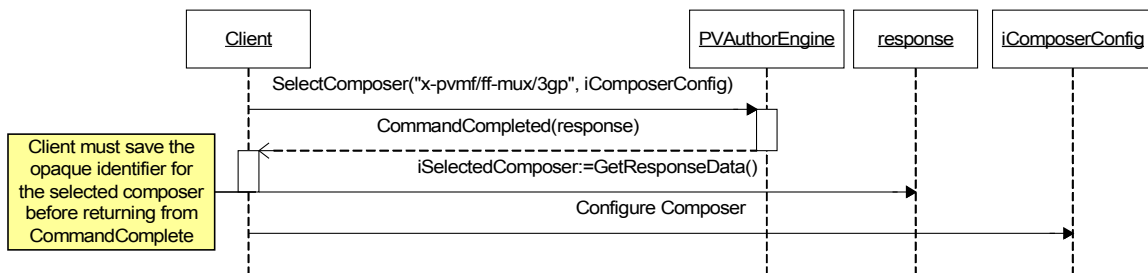 Client
PVAuthorEngine
response
iComposerConfig
SelectComposer("x-pvmf/ff-mux/3gp", iComposerConfig)
CommandCompleted(response)
iSelectedComposer:=GetResponseData()
Configure Composer
Client must save the
opaque identifier for
the selected composer
before returning from
CommandComplete